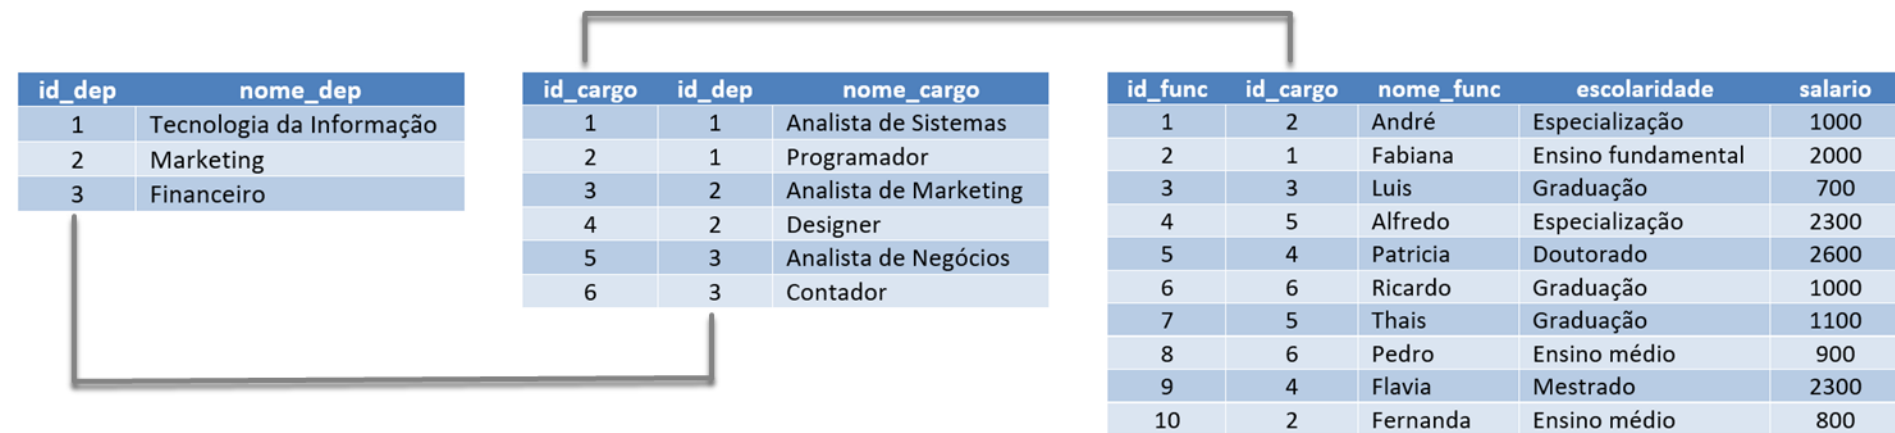 id_dep nome_dep
1 Tecnologia da Informação
2 Marketing
3 Financeiro
id_cargo id_dep nome_cargo
1 1 Analista de Sistemas
2 1 Programador
3 2 Analista de Marketing
4 2 Designer
5 3 Analista de Negócios
6 3 Contador
id_func id_cargo nome_func escolaridade salario
1 2 André Especialização 1000
2 1 Fabiana Ensino fundamental 2000
3 3 Luis Graduação 700
4 5 Alfredo Especialização 2300
5 4 Patricia Doutorado 2600
6 6 Ricardo Graduação 1000
7 5 Thais Graduação 1100
8 6 Pedro Ensino médio 900
9 4 Flavia Mestrado 2300
10 2 Fernanda Ensino médio 800